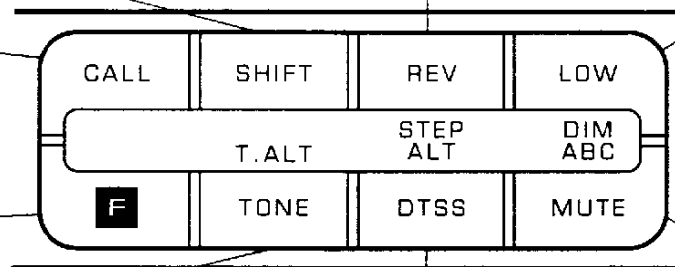 CALL SHIFT REV LOW
STEP DIM
T.ALT ALT ABC
F TONE DTSS MUTE